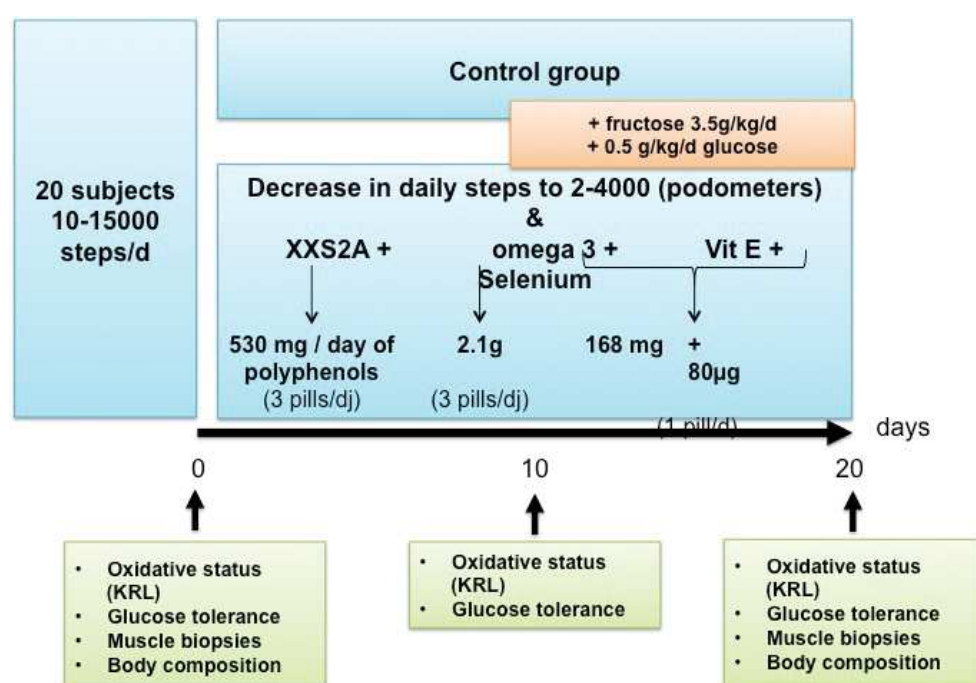 Control group
+ fructose 3.5g/kg/d
+ 0.5 g/kg/d glucose
20 subjects
10-15000
steps/d
Decrease in daily steps to 2-4000 (podometers)
&
XXS2A + omega 3 + Vit E +
Selenium
530 mg / day of 2.1g 168 mg +
polyphenols 80µg
(3 pills/dj) (3 pills/dj)
(1 pill/d)
days
0 10 20
• Oxidative status
(KRL)
• Glucose tolerance
• Muscle biopsies
• Body composition
• Oxidative status
(KRL)
• Glucose tolerance
• Oxidative status
(KRL)
• Glucose tolerance
• Muscle biopsies
• Body composition